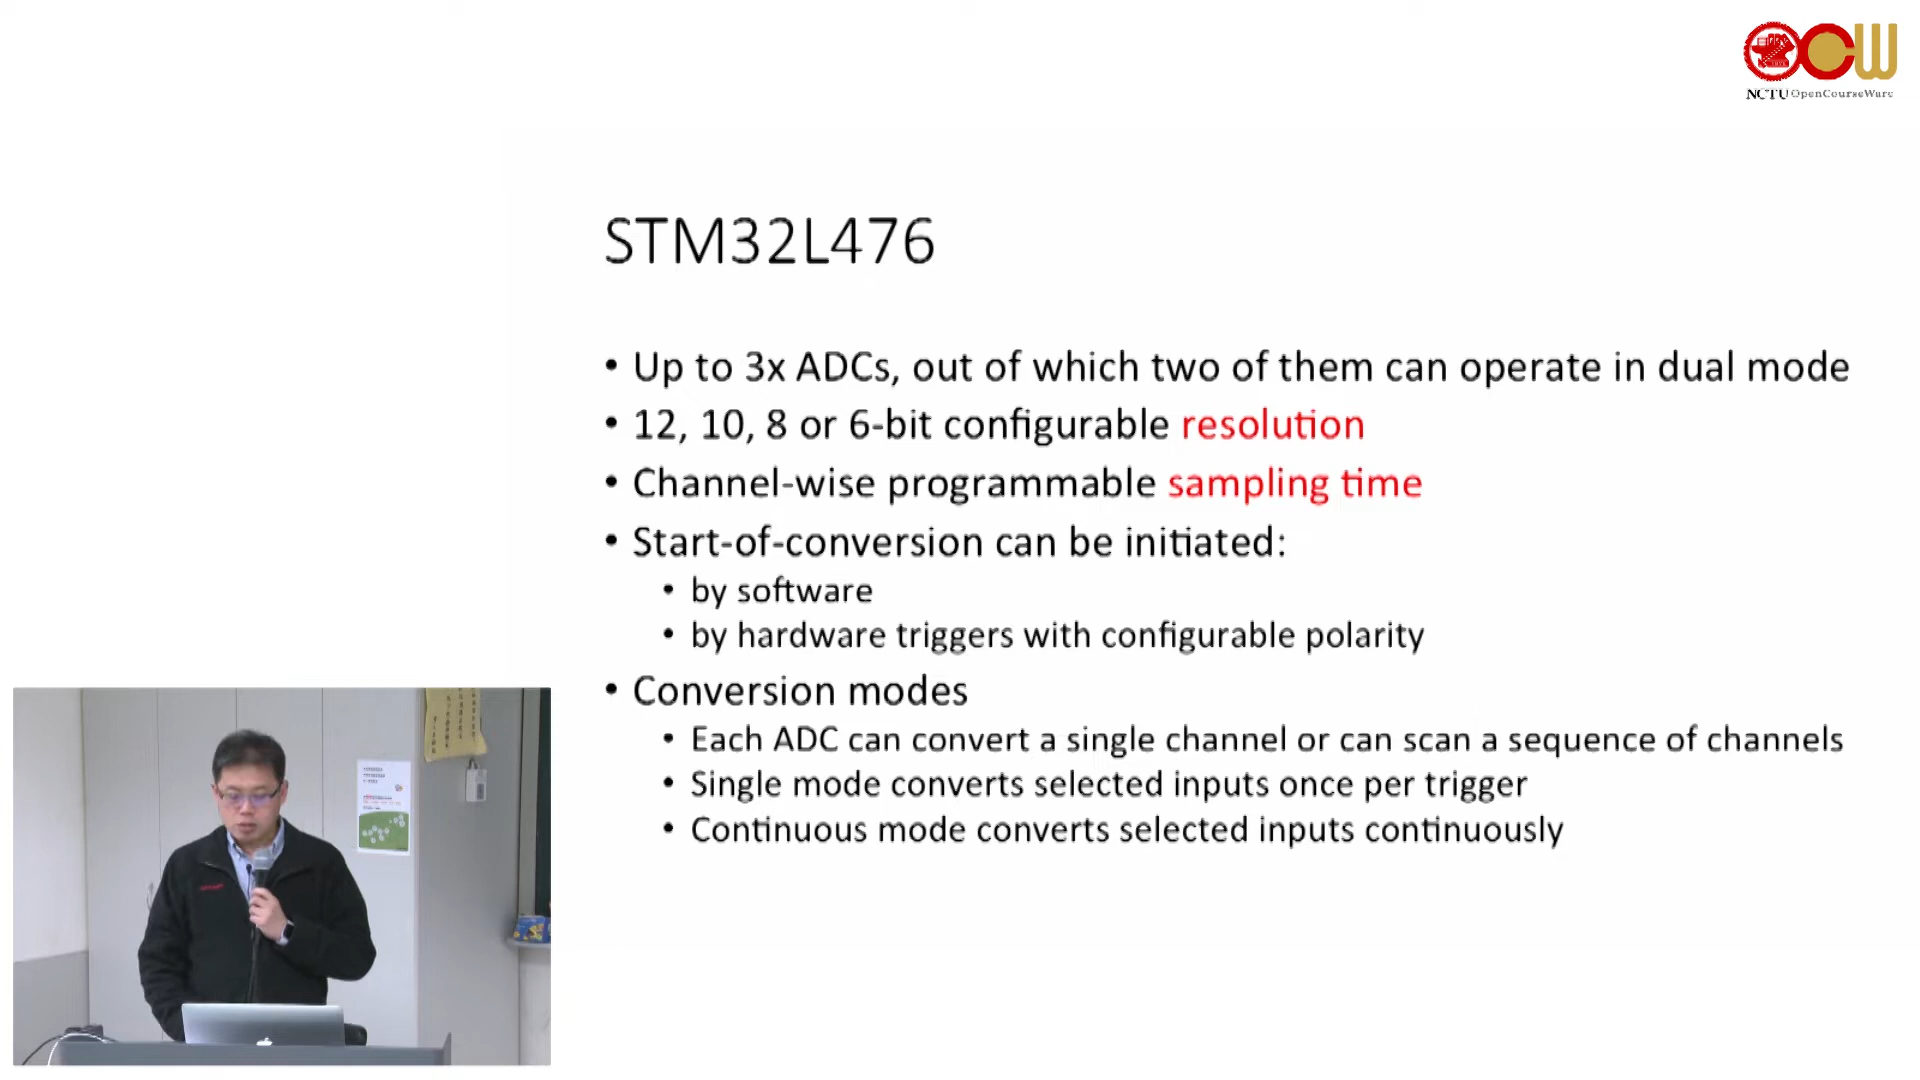 NCTU OpenCourseWare
STM32L476
• Up to 3x ADCs, out of which two of them can operate in dual mode
• 12, 10, 8 or 6-bit configurable resolution
• Channel-wise programmable sampling time
• Start-of-conversion can be initiated:
• by software
• by hardware triggers with configurable polarity
• Conversion modes
• Each ADC can convert a single channel or can scan a sequence of channels
• Single mode converts selected inputs once per trigger
• Continuous mode converts selected inputs continuously